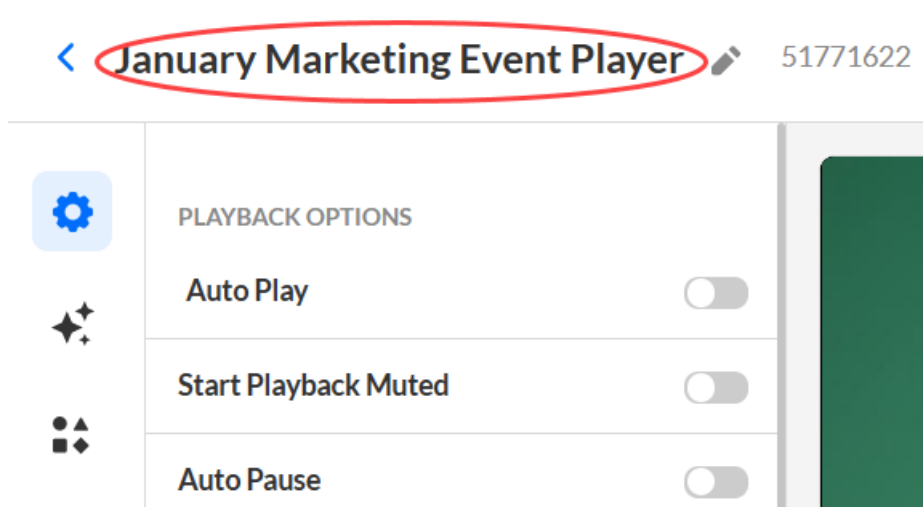 January Marketing Event Player 51771622
PLAYBACK OPTIONS
Auto Play
Start Playback Muted
Auto Pause